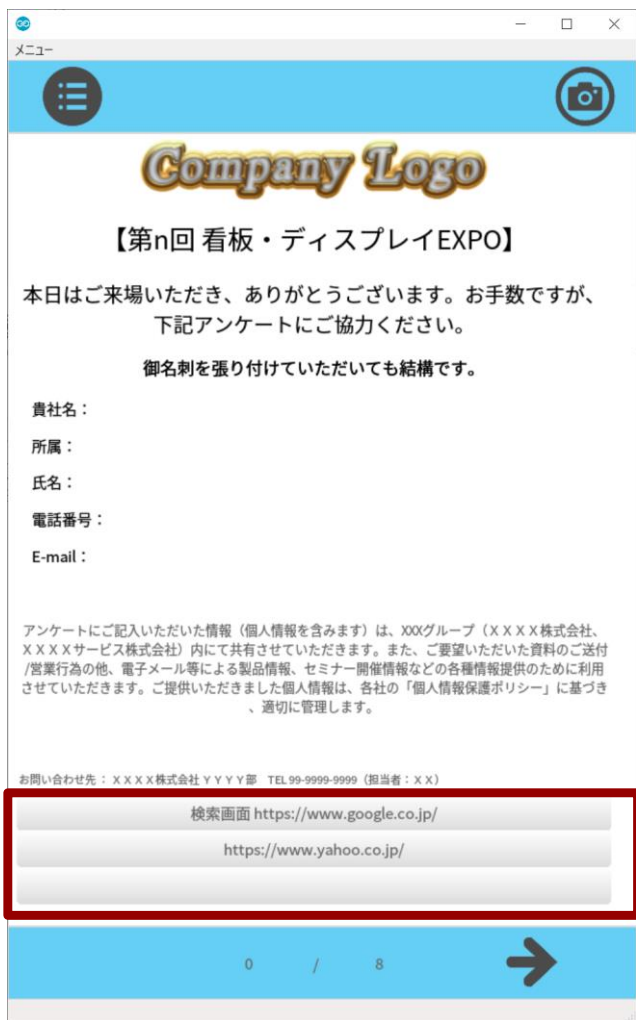 メニュー
Company Logo
【第n回 看板・ディスプレイEXPO】
本日はご来場いただき、ありがとうございます。お手数ですが、
下記アンケートにご協力ください。
御名刺を張り付けていただいても結構です。
貴社名：
所属：
氏名：
電話番号：
E-mail：
アンケートにご記入いただいた情報（個人情報を含みます）は、XXXグループ（ＸＸＸＸ株式会社、
ＸＸＸＸサービス株式会社）内にて共有させていただきます。また、ご要望いただいた資料のご送付
/営業行為の他、電子メール等による製品情報、セミナー開催情報などの各種情報提供のために利用
させていただきます。ご提供いただきました個人情報は、各社の「個人情報保護ポリシー」に基づき
、適切に管理します。
お問い合わせ先：ＸＸＸＸ株式会社ＹＹＹＹ部　TEL 99-9999-9999（担当者：ＸＸ）
検索画面 https://www.google.co.jp/
https://www.yahoo.co.jp/
0 / 8